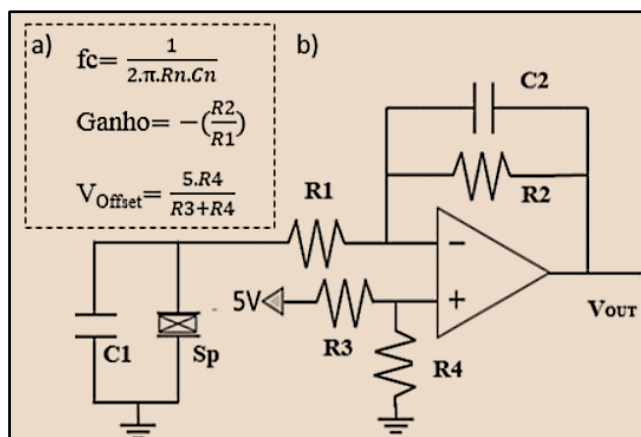 a)
fc= 1/2.π.Rn.Cn
Ganho= −(R2/R1)
VOffset= 5.R4/R3+R4
b)
C2
R2
R1
−
+
5V
R3
R4
C1
Sp
VOUT